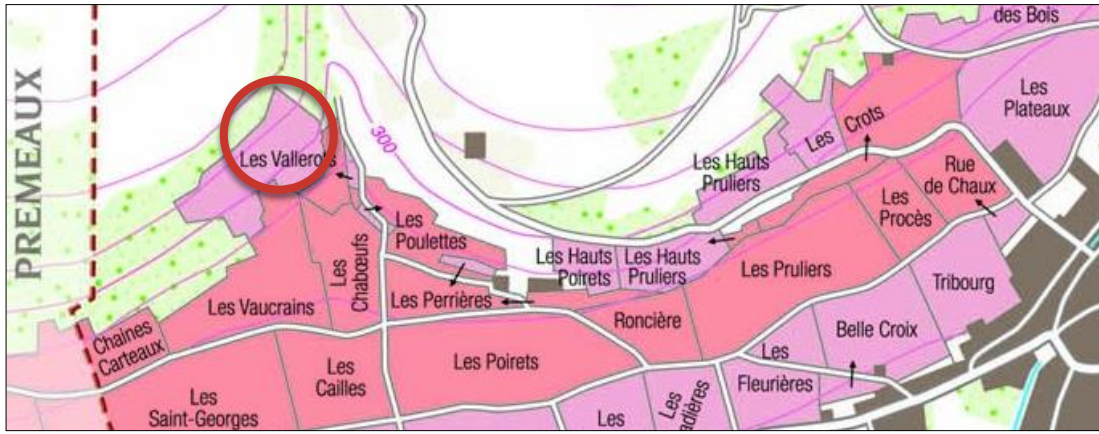 PREMEAUX
des Bois
Les
Plateaux
Les
Crots
Les Vallerots
300
Les Hauts
Pruliers
Rue
de Chaux
Les
Procès
Les
Poulettes
Les Hauts
Poirets
Les Hauts
Pruliers
Les Pruliers
Tribourg
Les
Chabœufs
Les Vaucrains
Les Perrières
Roncière
Belle Croix
Chaines
Carteaux
Les Poirets
Les
Cailles
Les
Fleurières
Les
Saint-Georges
Les
Les